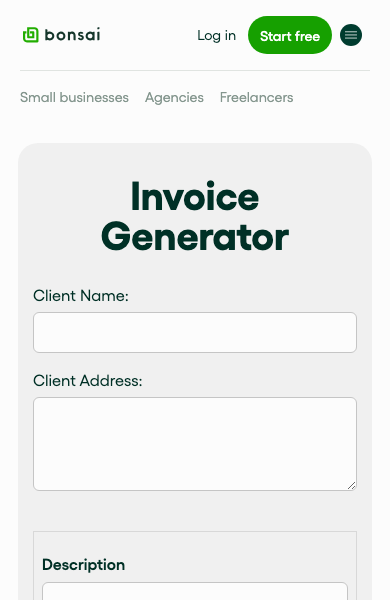 bonsai
Log in
Start free
Small businesses
Agencies
Freelancers
Invoice
Generator
Client Name:
Client Address:
Description